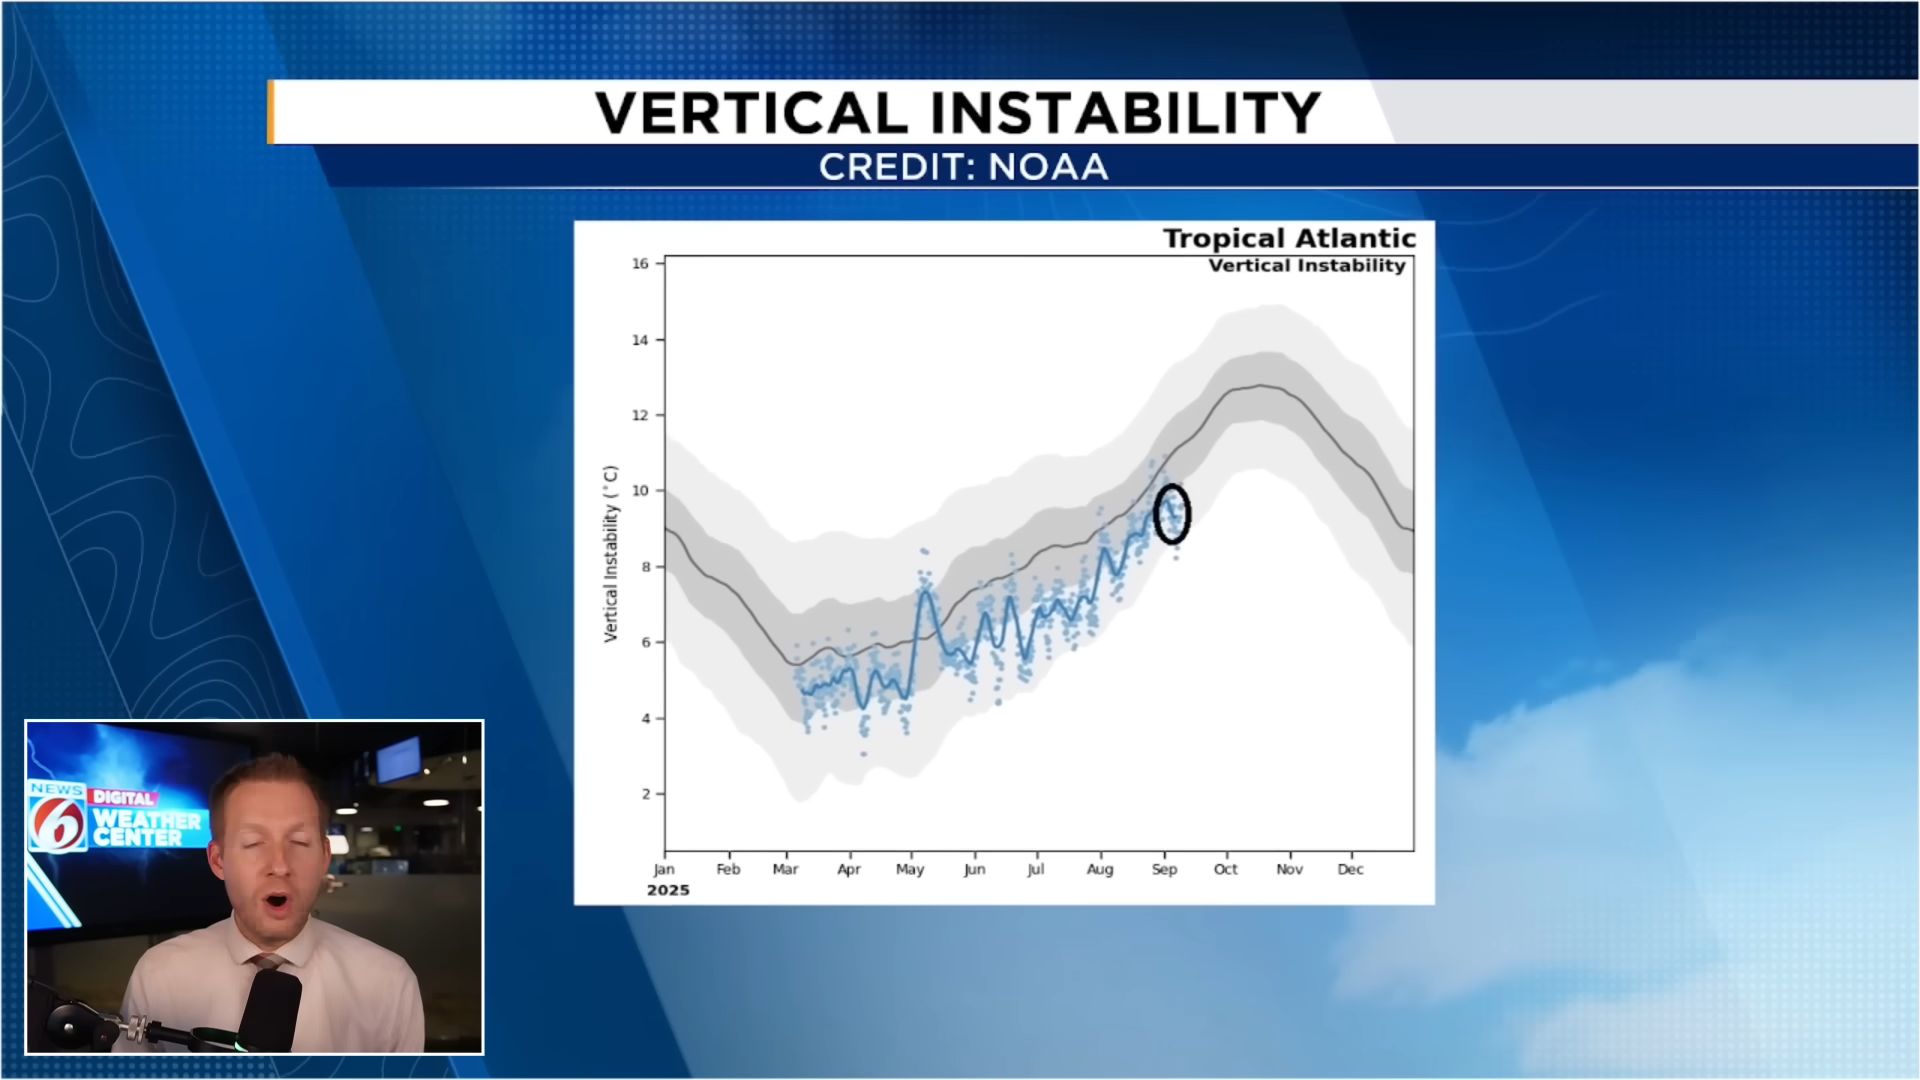 VERTICAL INSTABILITY
CREDIT: NOAA
Tropical Atlantic
Vertical Instability
16
14
12
10
8
6
4
2
Vertical Instability (°C)
Jan Feb Mar Apr May Jun Jul Aug Sep Oct Nov Dec
2025
NEWS
6
DIGITAL
WEATHER
CENTER